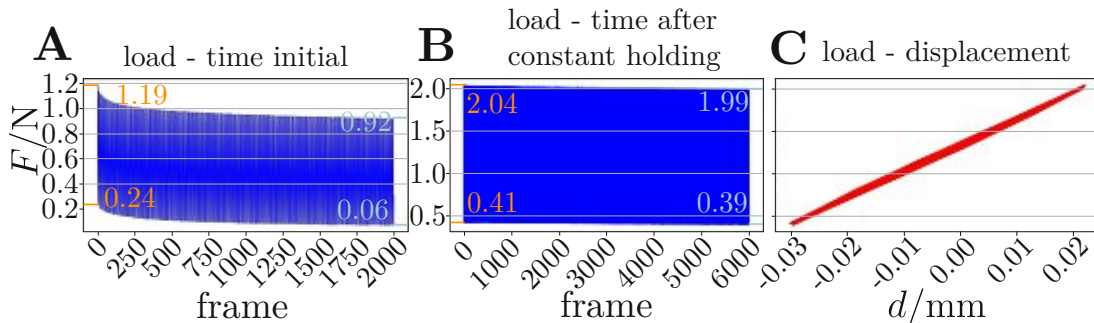 A load - time initial
B load - time after
constant holding
C load - displacement
F/N
1.2
1.0
0.8
0.6
0.4
0.2
1.19
0.92
0.24
0.06
0 250 500 750 1000 1250 1500 1750 2000
frame
2.0
1.5
1.0
0.5
2.04
1.99
0.41
0.39
0 1000 2000 3000 4000 5000 6000
frame
-0.03 -0.02 -0.01 0.00 0.01 0.02
d/mm